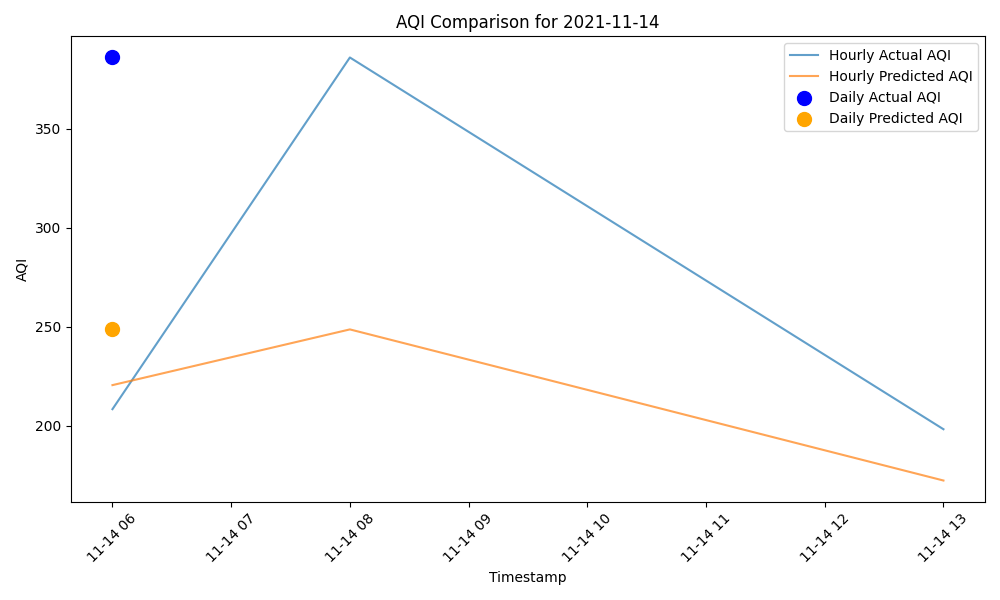 AQI Comparison for 2021-11-14
Hourly Actual AQI
Hourly Predicted AQI
Daily Actual AQI
Daily Predicted AQI
AQI
350
300
250
200
11-14 06
11-14 07
11-14 08
11-14 09
11-14 10
11-14 11
11-14 12
11-14 13
Timestamp